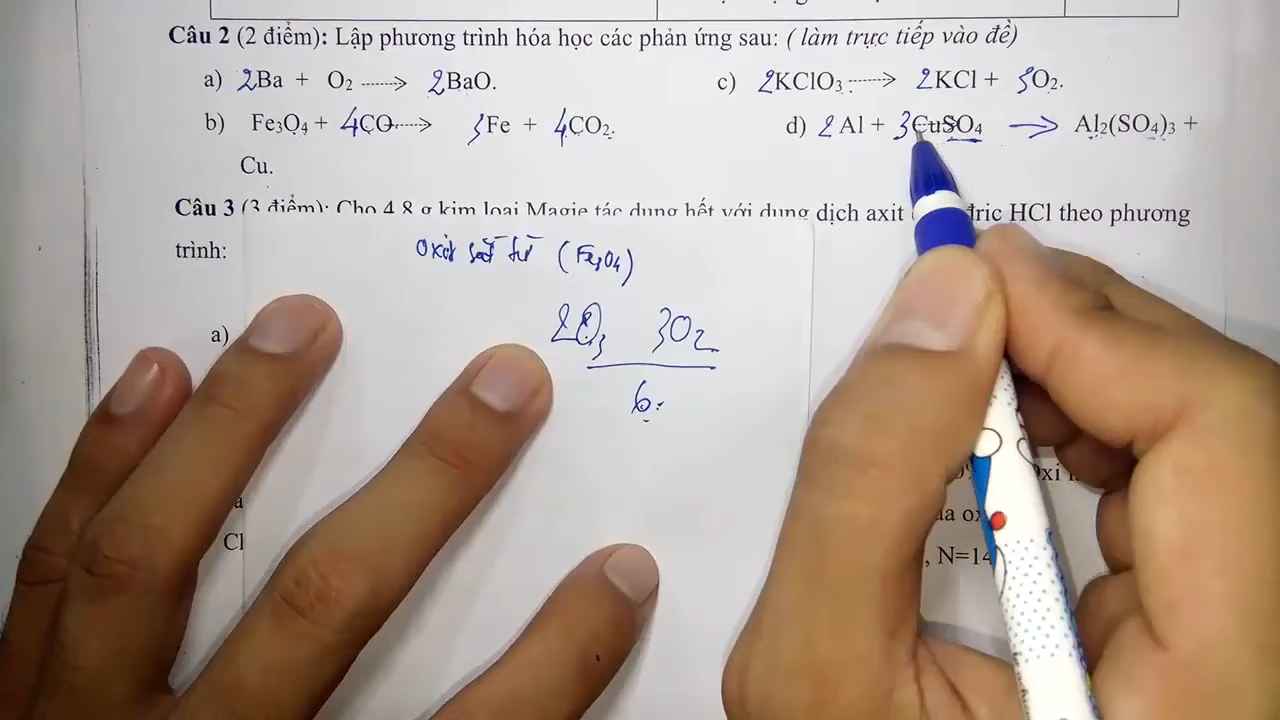 Câu 2 (2 điểm): Lập phương trình hóa học các phản ứng sau: ( làm trực tiếp vào đề)
a) 2Ba + O2 ------> 2BaO.
c) 2KClO3 ------> 2KCl + 3O2.
b) Fe3O4 + 4CO ------> 3Fe + 4CO2.
d) 2 Al + 3CuSO4 → Al2(SO4)3 +
Cu.
Câu 3 (3 điểm): Cho 4,8 g kim loại Magie tác dụng hết với dung dịch axit HCl theo phương
trình:
Oxit sắt từ (Fe3O4)
2O3 3O2
a)
6
, N=14